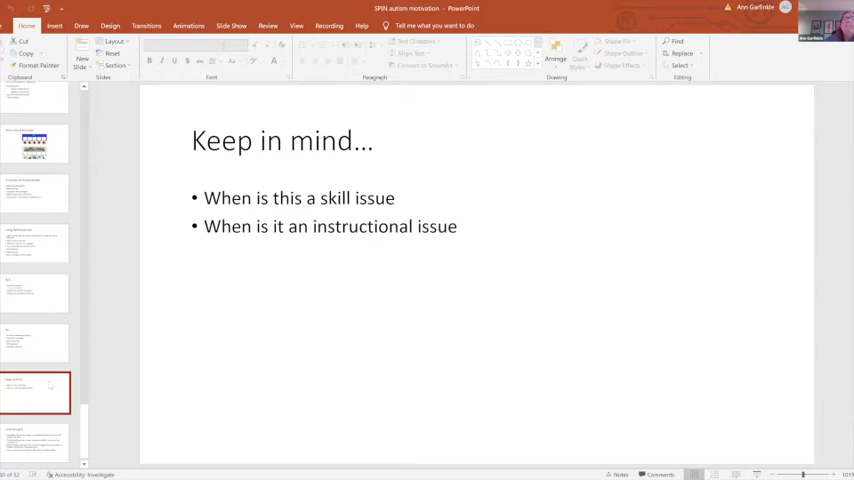 SPIN autism motivation - PowerPoint
Ann Garfinkle
AG
Home Insert Draw Design Transitions Animations Slide Show Review View Recording Help Tell me what you want to do
Cut
Copy
Format Painter
Clipboard
New
Slide
Layout
Reset
Section
Slides
Font
Text Direction
Align Text
Convert to SmartArt
Paragraph
Arrange
Quick
Styles
Shape Fill
Shape Outline
Shape Effects
Drawing
Find
Replace
Select
Editing
Ann Garfinkle
Keep in mind...
• When is this a skill issue
• When is it an instructional issue
Accessibility: Investigate
Notes
Comments